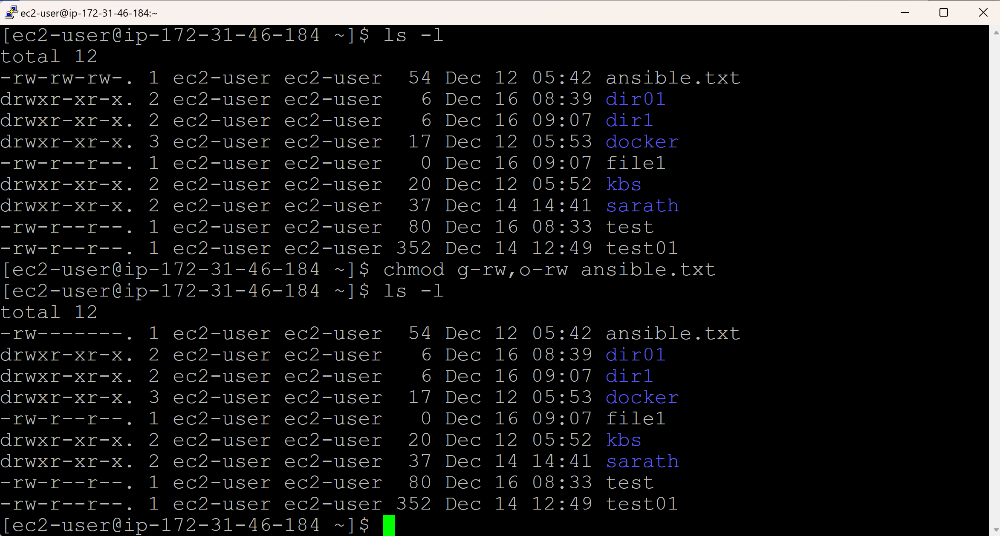 ec2-user@ip-172-31-46-184:~
[ec2-user@ip-172-31-46-184 ~]$ ls -l
total 12
-rw-rw-rw-. 1 ec2-user ec2-user  54 Dec 12 05:42 ansible.txt
drwxr-xr-x. 2 ec2-user ec2-user   6 Dec 16 08:39 dir01
drwxr-xr-x. 2 ec2-user ec2-user   6 Dec 16 09:07 dir1
drwxr-xr-x. 3 ec2-user ec2-user  17 Dec 12 05:53 docker
-rw-r--r--. 1 ec2-user ec2-user   0 Dec 16 09:07 file1
drwxr-xr-x. 2 ec2-user ec2-user  20 Dec 12 05:52 kbs
drwxr-xr-x. 2 ec2-user ec2-user  37 Dec 14 14:41 sarath
-rw-r--r--. 1 ec2-user ec2-user  80 Dec 16 08:33 test
-rw-r--r--. 1 ec2-user ec2-user 352 Dec 14 12:49 test01
[ec2-user@ip-172-31-46-184 ~]$ chmod g-rw,o-rw ansible.txt
[ec2-user@ip-172-31-46-184 ~]$ ls -l
total 12
-rw-------. 1 ec2-user ec2-user  54 Dec 12 05:42 ansible.txt
drwxr-xr-x. 2 ec2-user ec2-user   6 Dec 16 08:39 dir01
drwxr-xr-x. 2 ec2-user ec2-user   6 Dec 16 09:07 dir1
drwxr-xr-x. 3 ec2-user ec2-user  17 Dec 12 05:53 docker
-rw-r--r--. 1 ec2-user ec2-user   0 Dec 16 09:07 file1
drwxr-xr-x. 2 ec2-user ec2-user  20 Dec 12 05:52 kbs
drwxr-xr-x. 2 ec2-user ec2-user  37 Dec 14 14:41 sarath
-rw-r--r--. 1 ec2-user ec2-user  80 Dec 16 08:33 test
-rw-r--r--. 1 ec2-user ec2-user 352 Dec 14 12:49 test01
[ec2-user@ip-172-31-46-184 ~]$